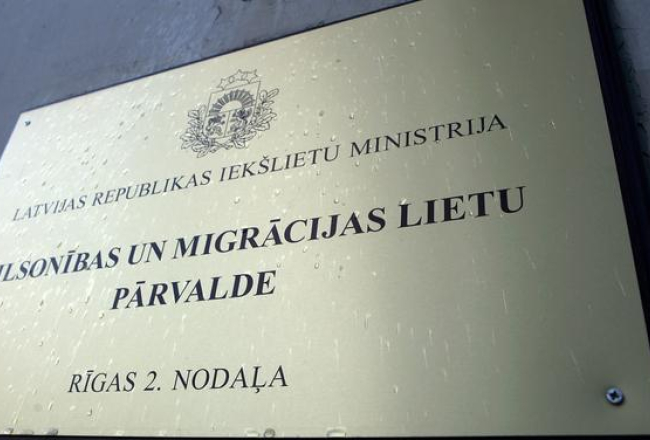 LATVIJAS REPUBLIKAS IEKŠLIETU MINISTRIJA
ILSONĪBAS UN MIGRĀCIJAS LIETU
PĀRVALDE
RĪGAS 2. NODAĻA